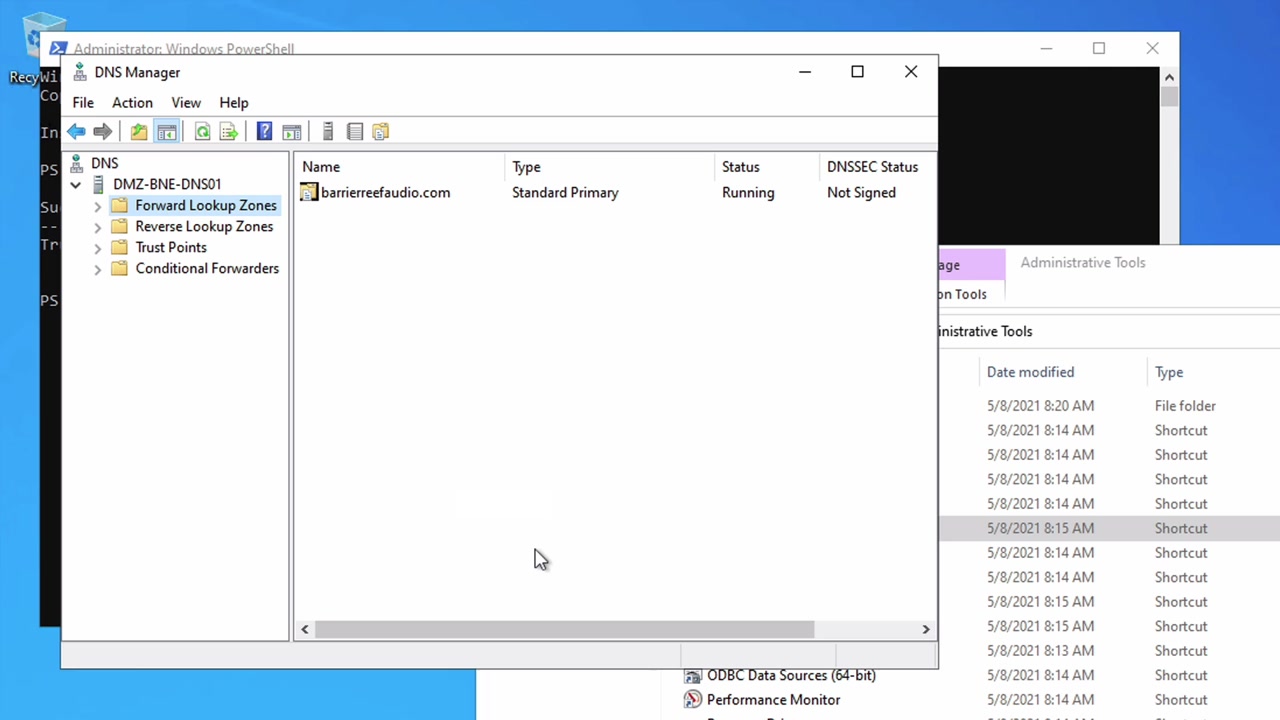 Administrator: Windows PowerShell
Recy
Wi
Co
In
PS
Su
--
Tr
PS
DNS Manager
File Action View Help
DNS
DMZ-BNE-DNS01
Forward Lookup Zones
Reverse Lookup Zones
Trust Points
Conditional Forwarders
Name Type Status DNSSEC Status
barrierreefaudio.com Standard Primary Running Not Signed
age
Administrative Tools
on Tools
inistrative Tools
Date modified Type
5/8/2021 8:20 AM File folder
5/8/2021 8:14 AM Shortcut
5/8/2021 8:14 AM Shortcut
5/8/2021 8:14 AM Shortcut
5/8/2021 8:14 AM Shortcut
5/8/2021 8:15 AM Shortcut
5/8/2021 8:14 AM Shortcut
5/8/2021 8:14 AM Shortcut
5/8/2021 8:15 AM Shortcut
5/8/2021 8:15 AM Shortcut
5/8/2021 8:13 AM Shortcut
ODBC Data Sources (64-bit) 5/8/2021 8:14 AM Shortcut
Performance Monitor 5/8/2021 8:14 AM Shortcut